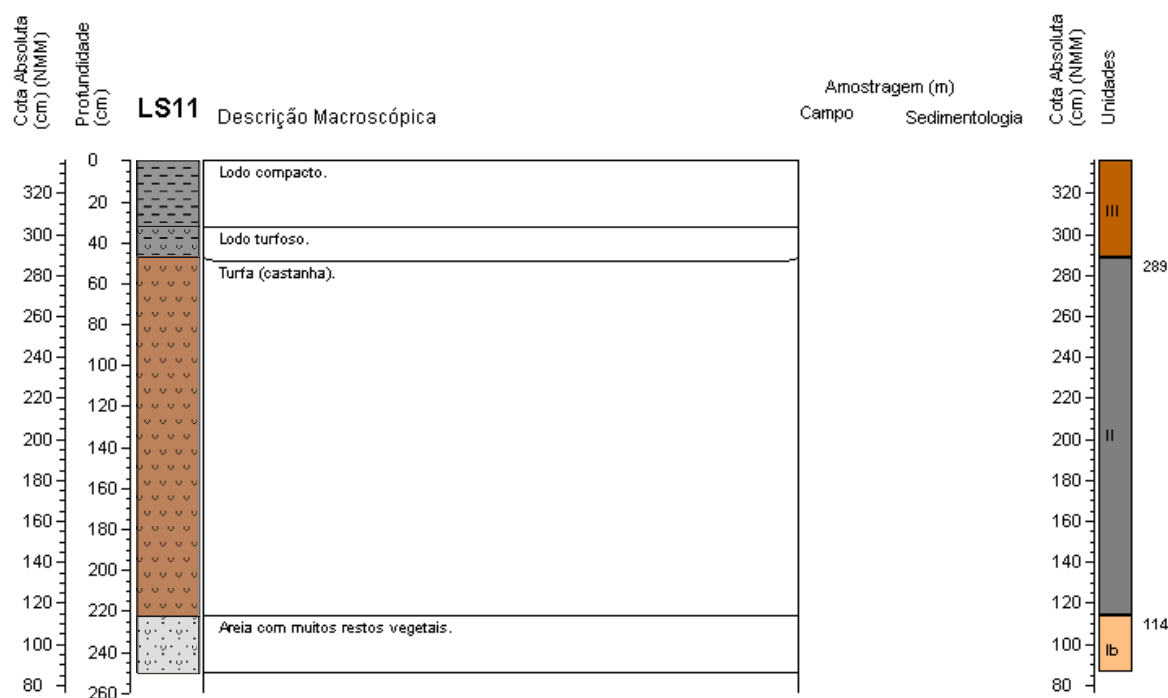 Cota Absoluta
(cm) (NMM)
Profundidade
(cm)
LS11
Descrição Macroscópica
Amostragem (m)
Campo
Sedimentologia
Cota Absoluta
(cm) (NMM)
Unidades
320
300
280
260
240
220
200
180
160
140
120
100
80
0
20
40
60
80
100
120
140
160
180
200
220
240
260
Lodo compacto.
Lodo turfoso.
Turfa (castanha).
Areia com muitos restos vegetais.
320
300
280
260
240
220
200
180
160
140
120
100
80
III
II
Ib
289
114